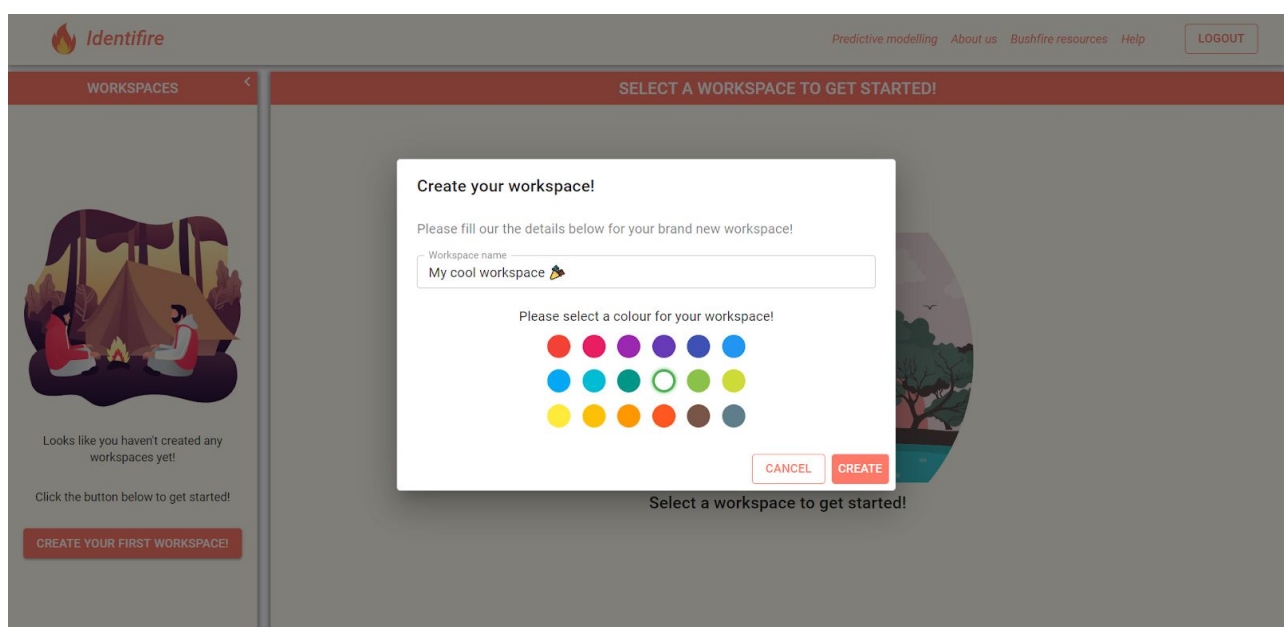 Identifire
Predictive modelling About us Bushfire resources Help LOGOUT
WORKSPACES
SELECT A WORKSPACE TO GET STARTED!
Create your workspace!
Please fill our the details below for your brand new workspace!
Workspace name
My cool workspace 🎉
Please select a colour for your workspace!
CANCEL CREATE
Looks like you haven't created any
workspaces yet!
Click the button below to get started!
CREATE YOUR FIRST WORKSPACE!
Select a workspace to get started!